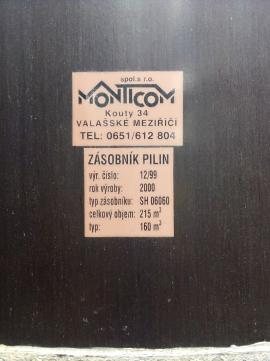 spol.s r.o.
MONTICOM
Kouty 34
VALAŠSKÉ MEZIŘÍČÍ
TEL: 0651/612 804
ZÁSOBNÍK PILIN
výr. číslo: 12/99
rok výroby: 2000
typ zásobníku: SH 06060
celkový objem: 215 m³
typ: 160 m³